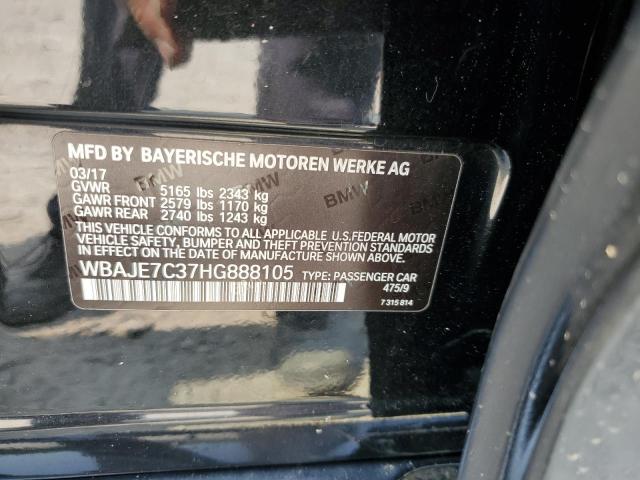 MFD BY BAYERISCHE MOTOREN WERKE AG
03/17
GVWR 5165 lbs 2343 kg
GAWR FRONT 2579 lbs 1170 kg
GAWR REAR 2740 lbs 1243 kg
THIS VEHICLE CONFORMS TO ALL APPLICABLE U.S.FEDERAL MOTOR
VEHICLE SAFETY, BUMPER AND THEFT PREVENTION STANDARDS
IN EFFECT ON THE DATE OF MANUFACTURE SHOWN ABOVE.
WBAJE7C37HG888105 TYPE: PASSENGER CAR
475/9
7 315 814
BMW
BMW
BMW